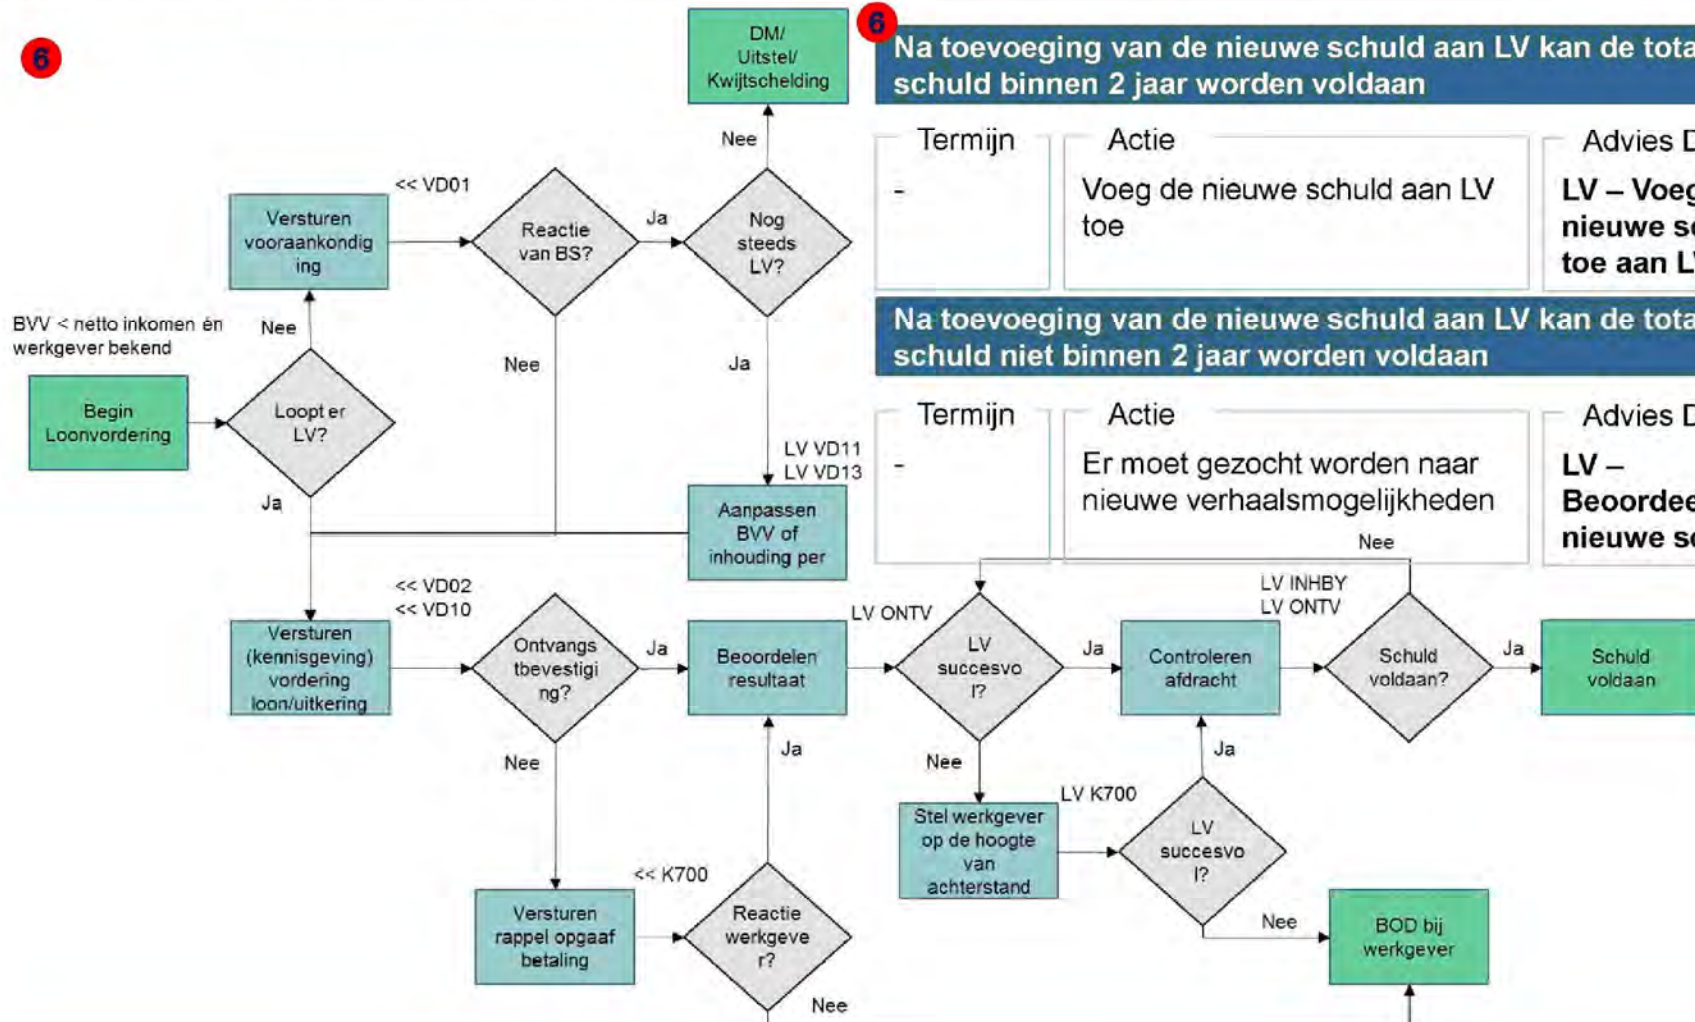 6
DM/
Uitstel/
Kwijtschelding
Nee
<< VD01
Versturen
vooraankondig
ing
Reactie
van BS?
Ja
Nog
steeds
LV?
BVV < netto inkomen én
werkgever bekend
Nee
Nee
Ja
Begin
Loonvordering
Loopt er
LV?
Ja
LV VD11
LV VD13
Aanpassen
BVV of
inhouding per
<< VD02
<< VD10
Versturen
(kennisgeving)
vordering
loon/uitkering
Ontvangs
tbevestigi
ng?
Ja
Beoordelen
resultaat
LV ONTV
LV
succesvo
l?
Ja
Controleren
afdracht
LV INHBY
LV ONTV
Nee
Schuld
voldaan?
Ja
Schuld
voldaan
Nee
Ja
Nee
Ja
Stel werkgever
op de hoogte
van
achterstand
LV K700
LV
succesvo
l?
<< K700
Versturen
rappel opgaaf
betaling
Reactie
werkgeve
r?
Nee
Nee
BOD bij
werkgever
6
Na toevoeging van de nieuwe schuld aan LV kan de tota
schuld binnen 2 jaar worden voldaan
Termijn
-
Actie
Voeg de nieuwe schuld aan LV
toe
Advies D
LV – Voeg
nieuwe sc
toe aan LV
Na toevoeging van de nieuwe schuld aan LV kan de tota
schuld niet binnen 2 jaar worden voldaan
Termijn
-
Actie
Er moet gezocht worden naar
nieuwe verhaalsmogelijkheden
Advies D
LV –
Beoordee
nieuwe sc